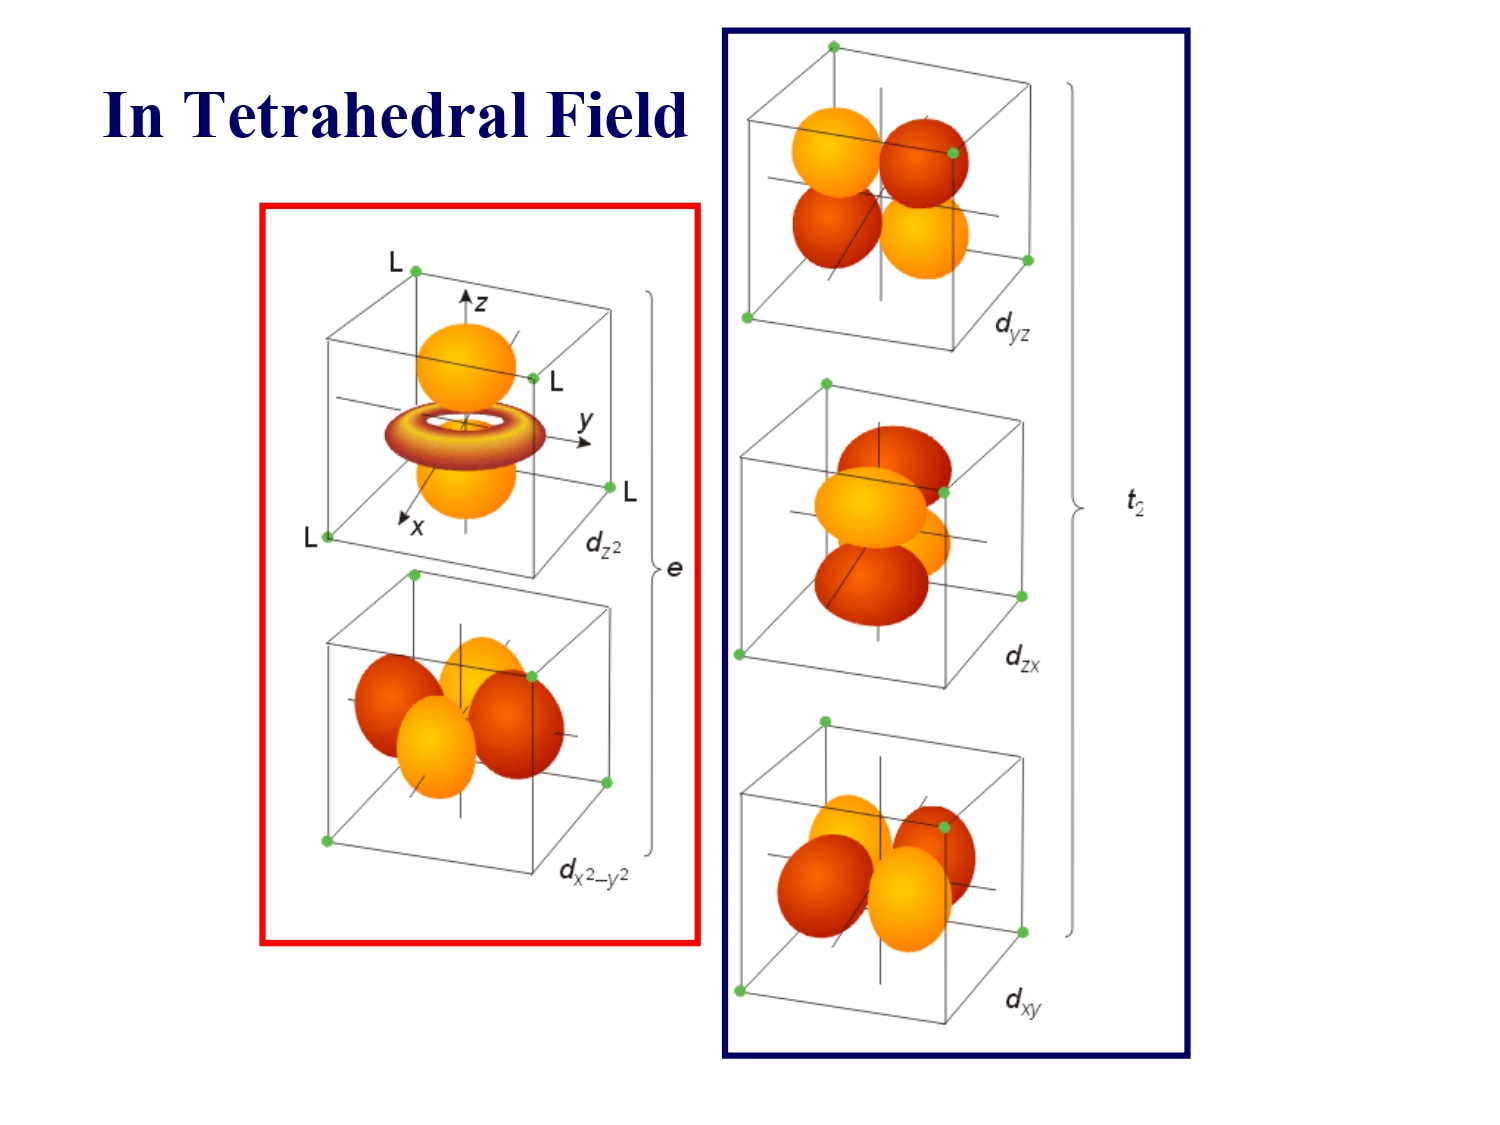 In Tetrahedral Field
L
z
L
y
L
x
L
d_{z^2}
e
d_{x^2–y^2}
d_{yz}
t_2
d_{zx}
d_{xy}